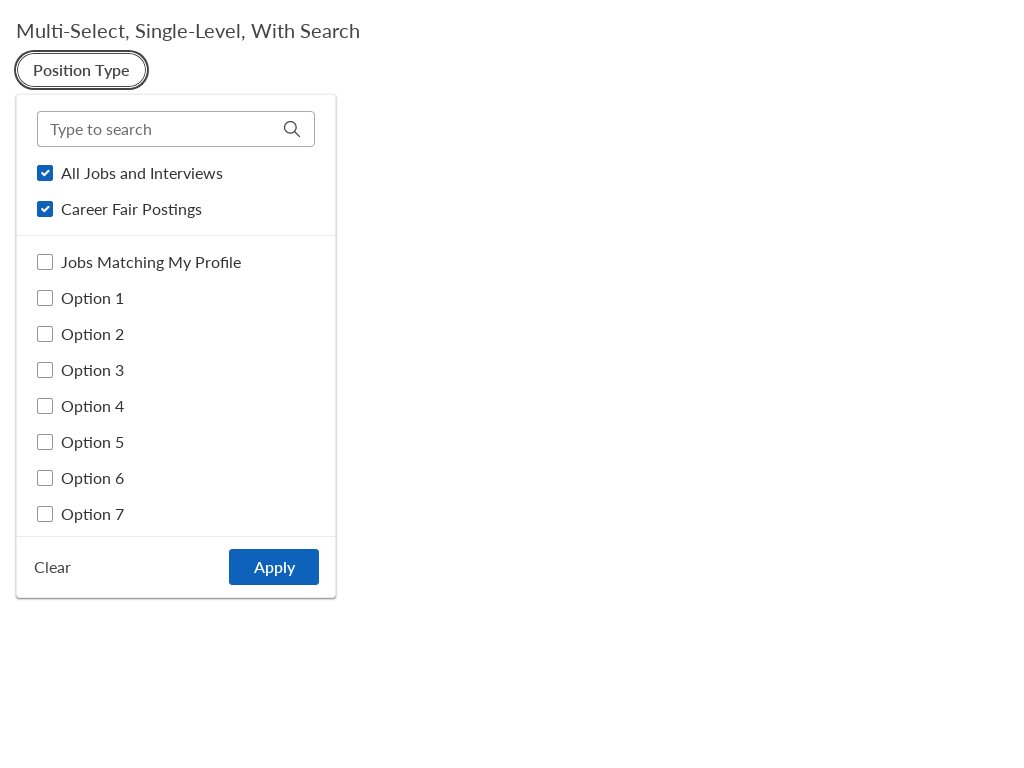 Multi-Select, Single-Level, With Search
Position Type
Type to search
All Jobs and Interviews
Career Fair Postings
Jobs Matching My Profile
Option 1
Option 2
Option 3
Option 4
Option 5
Option 6
Option 7
Clear
Apply